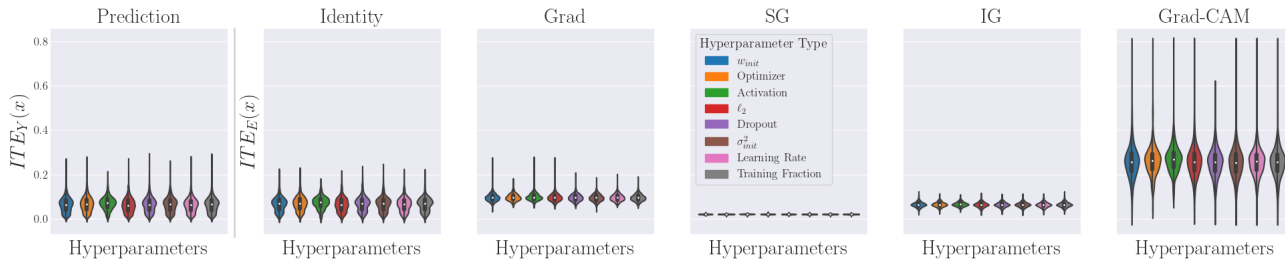 Prediction
Identity
Grad
SG
IG
Grad-CAM
0.8
0.6
0.4
0.2
0.0
ITE_Y(x)
ITE_E(x)
Hyperparameter Type
w_init
Optimizer
Activation
ℓ₂
Dropout
σ²_init
Learning Rate
Training Fraction
Hyperparameters
Hyperparameters
Hyperparameters
Hyperparameters
Hyperparameters
Hyperparameters